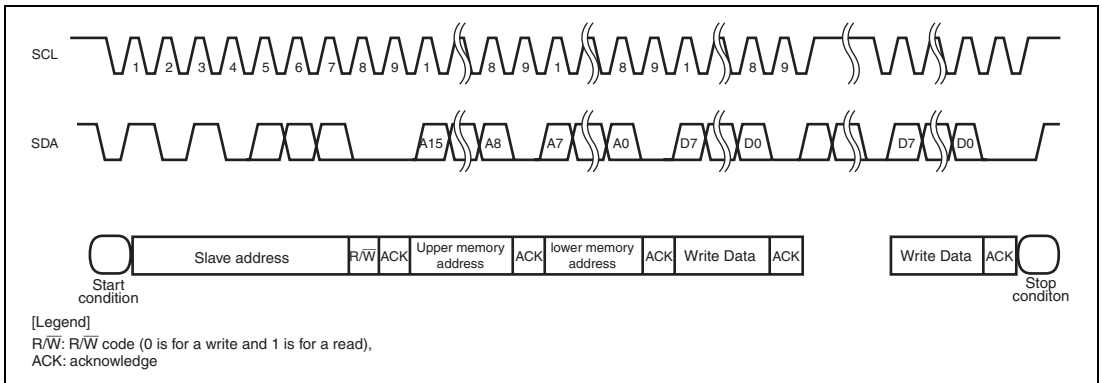 SCL
1 2 3 4 5 6 7 8 9 1 8 9 1 8 9 1 8 9
SDA
A15 A8 A7 A0 D7 D0 D7 D0
Slave address R/W̅ ACK Upper memory address ACK lower memory address ACK Write Data ACK Write Data ACK
Start condition
Stop conditon
[Legend]
R/W̅: R/W̅ code (0 is for a write and 1 is for a read),
ACK: acknowledge